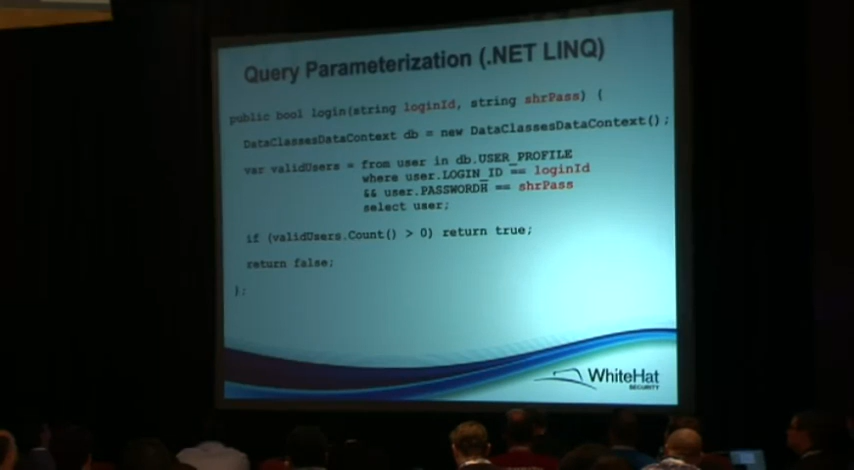 Query Parameterization (.NET LINQ)
public bool login(string loginId, string shrPass) {
DataClassesDataContext db = new DataClassesDataContext();
var validUsers = from user in db.USER_PROFILE
where user.LOGIN_ID == loginId
&& user.PASSWORDH == shrPass
select user;
if (validUsers.Count() > 0) return true;
return false;
};
WhiteHat
SECURITY